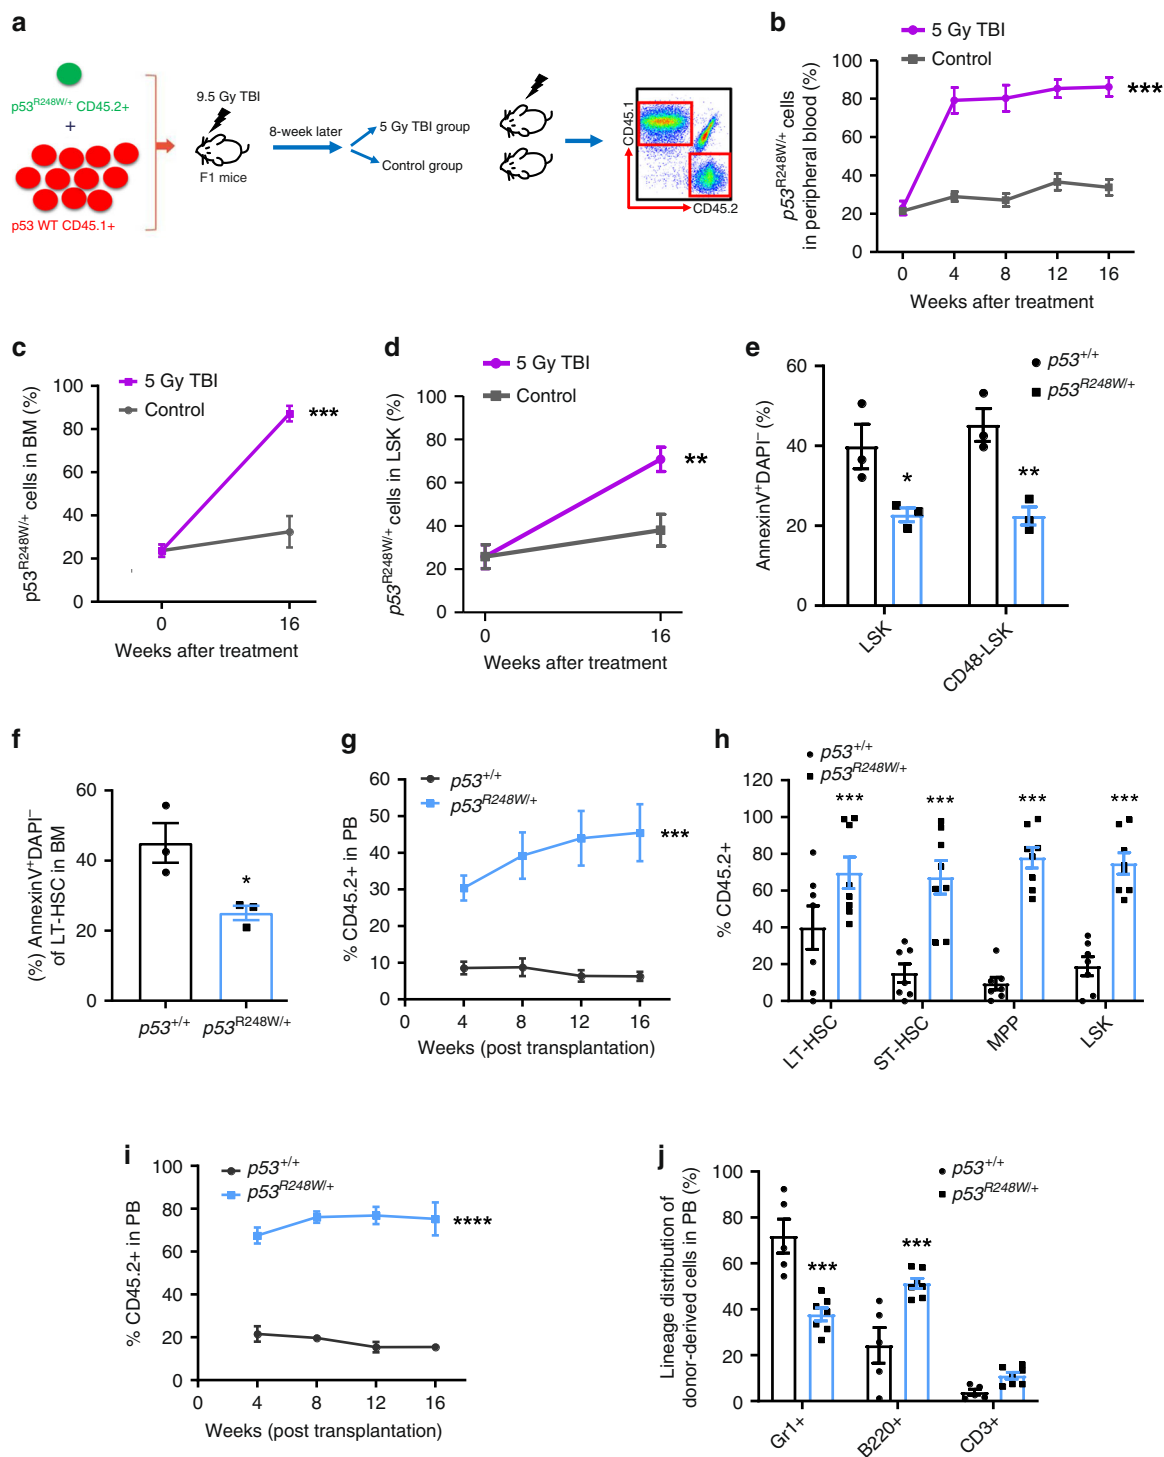 a
p53R248W/+ CD45.2+
+
p53 WT CD45.1+
9.5 Gy TBI
F1 mice
8-week later
5 Gy TBI group
Control group
CD45.1
CD45.2
b
5 Gy TBI
Control
p53R248W/+ cells
in peripheral blood (%)
100
80
60
40
20
0
***
0 4 8 12 16
Weeks after treatment
c
5 Gy TBI
Control
p53R248W/+ cells in BM (%)
100
80
60
40
20
0
***
0 16
Weeks after treatment
d
5 Gy TBI
Control
p53R248W/+ cells in LSK (%)
100
80
60
40
20
0
**
0 16
Weeks after treatment
e
p53+/+
p53R248W/+
AnnexinV+DAPI− (%)
60
40
20
0
* **
LSK CD48-LSK
f
(%) AnnexinV+DAPI−
of LT-HSC in BM
60
40
20
0
*
p53+/+ p53R248W/+
g
p53+/+
p53R248W/+
% CD45.2+ in PB
60
50
40
30
20
10
0
***
0 4 8 12 16
Weeks (post transplantation)
h
p53+/+
p53R248W/+
% CD45.2+
120
100
80
60
40
20
0
*** *** *** ***
LT-HSC ST-HSC MPP LSK
i
p53+/+
p53R248W/+
% CD45.2+ in PB
100
80
60
40
20
0
****
0 4 8 12 16
Weeks (post transplantation)
j
p53+/+
p53R248W/+
Lineage distribution of
donor-derived cells in PB (%)
100
80
60
40
20
0
*** ***
Gr1+ B220+ CD3+